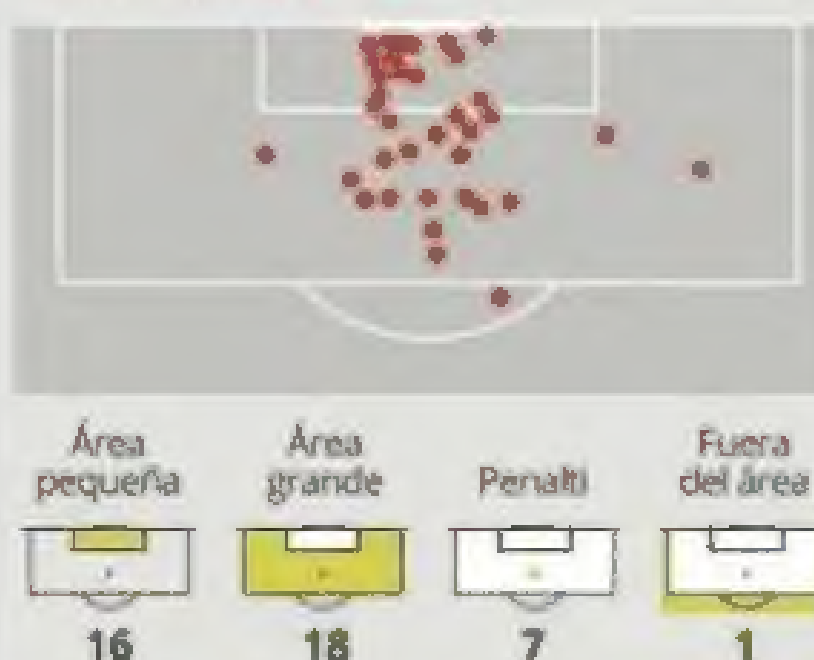 Área
pequeña
Área
grande
Penalti
Fuera
del área
16
18
7
1